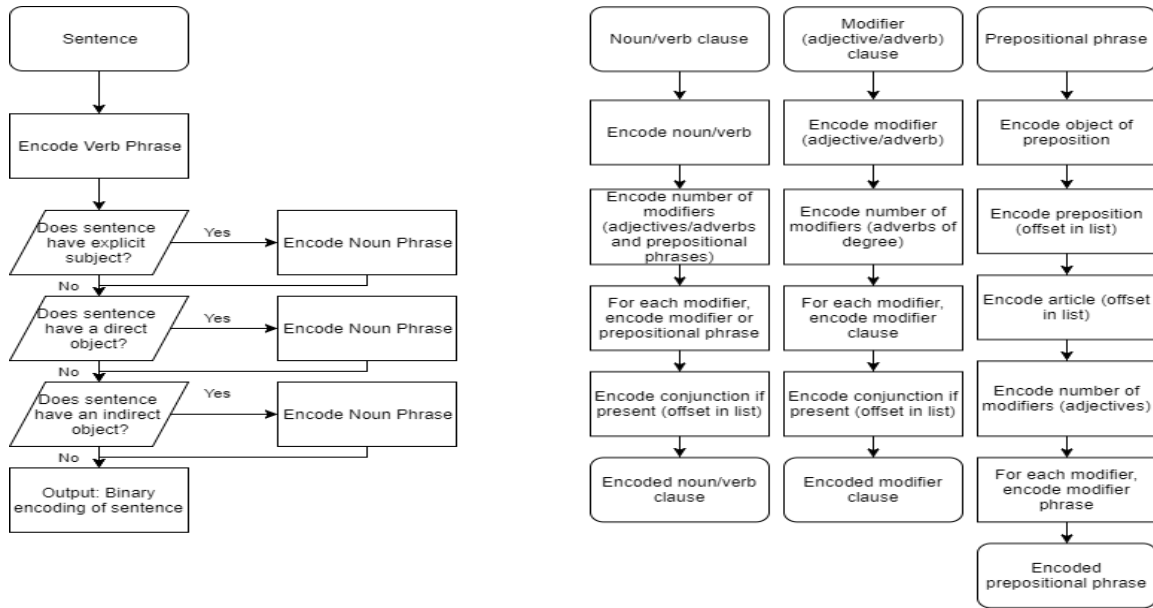 Sentence
Encode Verb Phrase
Does sentence
have explicit
subject?
Yes
Encode Noun Phrase
No
Does sentence
have a direct
object?
Yes
Encode Noun Phrase
No
Does sentence
have an indirect
object?
Yes
Encode Noun Phrase
No
Output: Binary
encoding of sentence
Noun/verb clause
Encode noun/verb
Encode number of
modifiers
(adjectives/adverbs
and prepositional
phrases)
For each modifier,
encode modifier or
prepositional phrase
Encode conjunction if
present (offset in list)
Encoded noun/verb
clause
Modifier
(adjective/adverb)
clause
Encode modifier
(adjective/adverb)
Encode number of
modifiers (adverbs of
degree)
For each modifier,
encode modifier
clause
Encode conjunction if
present (offset in list)
Encoded modifier
clause
Prepositional phrase
Encode object of
preposition
Encode preposition
(offset in list)
Encode article (offset
in list)
Encode number of
modifiers (adjectives)
For each modifier,
encode modifier
phrase
Encoded
prepositional phrase